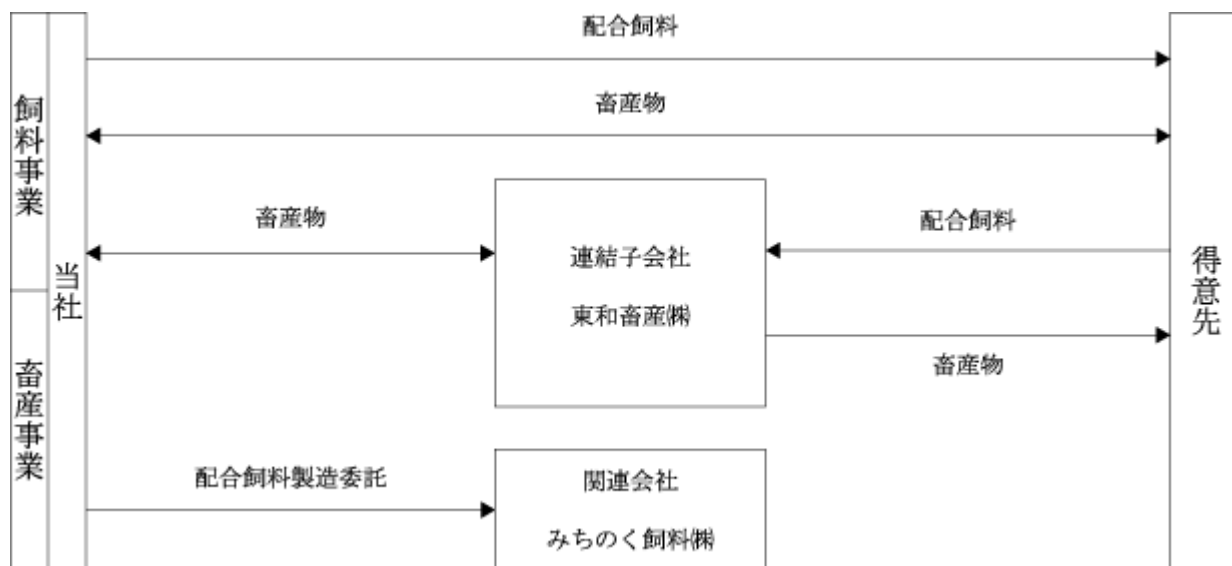 配合飼料
畜産物
飼料事業
畜産物
配合飼料
連結子会社
東和畜産㈱
当社
得意先
畜産物
畜産事業
配合飼料製造委託
関連会社
みちのく飼料㈱